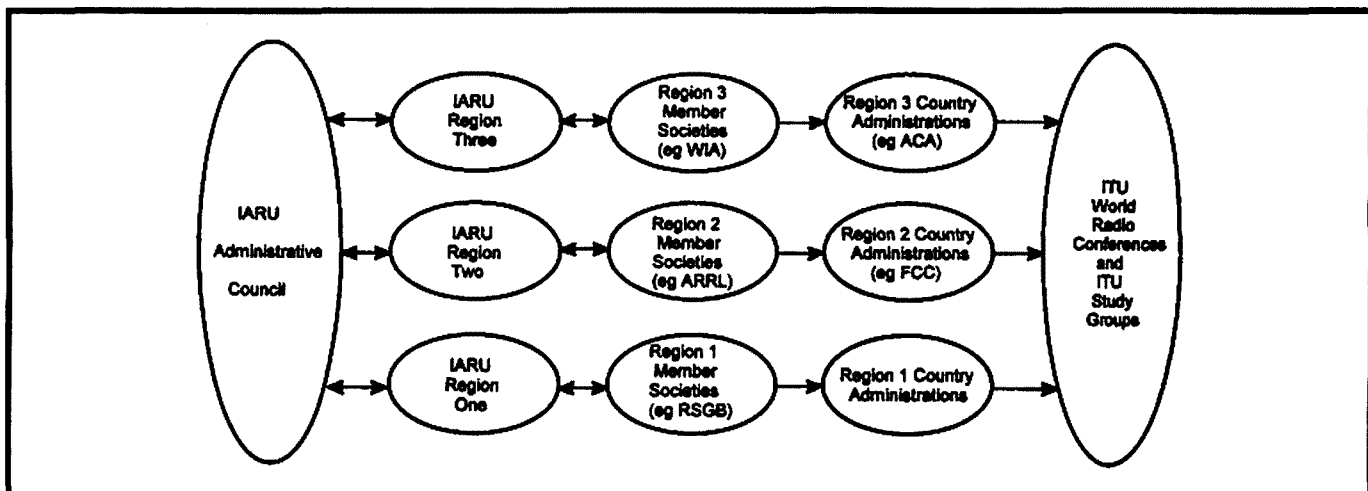 IARU
Administrative
Council
IARU
Region
Three
Region 3
Member
Societies
(eg WIA)
Region 3 Country
Administrations
(eg ACA)
IARU
Region
Two
Region 2
Member
Societies
(eg ARRL)
Region 2 Country
Administrations
(eg FCC)
IARU
Region
One
Region 1
Member
Societies
(eg RSGB)
Region 1 Country
Administrations
ITU
World
Radio
Conferences
and
ITU
Study
Groups